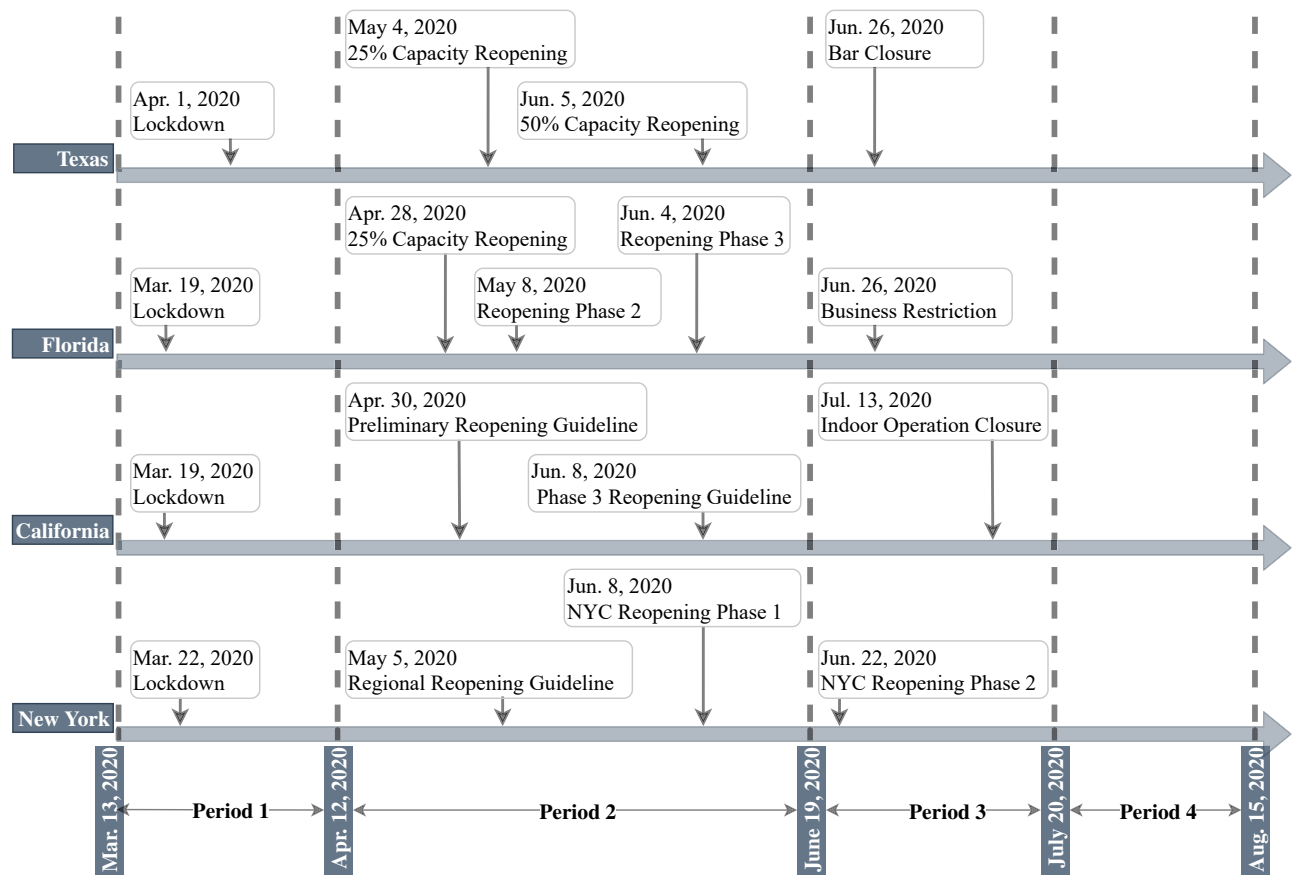 May 4, 2020
25% Capacity Reopening
Jun. 26, 2020
Bar Closure
Apr. 1, 2020
Lockdown
Jun. 5, 2020
50% Capacity Reopening
Texas
Apr. 28, 2020
25% Capacity Reopening
Jun. 4, 2020
Reopening Phase 3
Mar. 19, 2020
Lockdown
May 8, 2020
Reopening Phase 2
Jun. 26, 2020
Business Restriction
Florida
Apr. 30, 2020
Preliminary Reopening Guideline
Jul. 13, 2020
Indoor Operation Closure
Mar. 19, 2020
Lockdown
Jun. 8, 2020
Phase 3 Reopening Guideline
California
Jun. 8, 2020
NYC Reopening Phase 1
Mar. 22, 2020
Lockdown
May 5, 2020
Regional Reopening Guideline
Jun. 22, 2020
NYC Reopening Phase 2
New York
Mar. 13, 2020
Apr. 12, 2020
June 19, 2020
July 20, 2020
Aug. 15, 2020
Period 1
Period 2
Period 3
Period 4